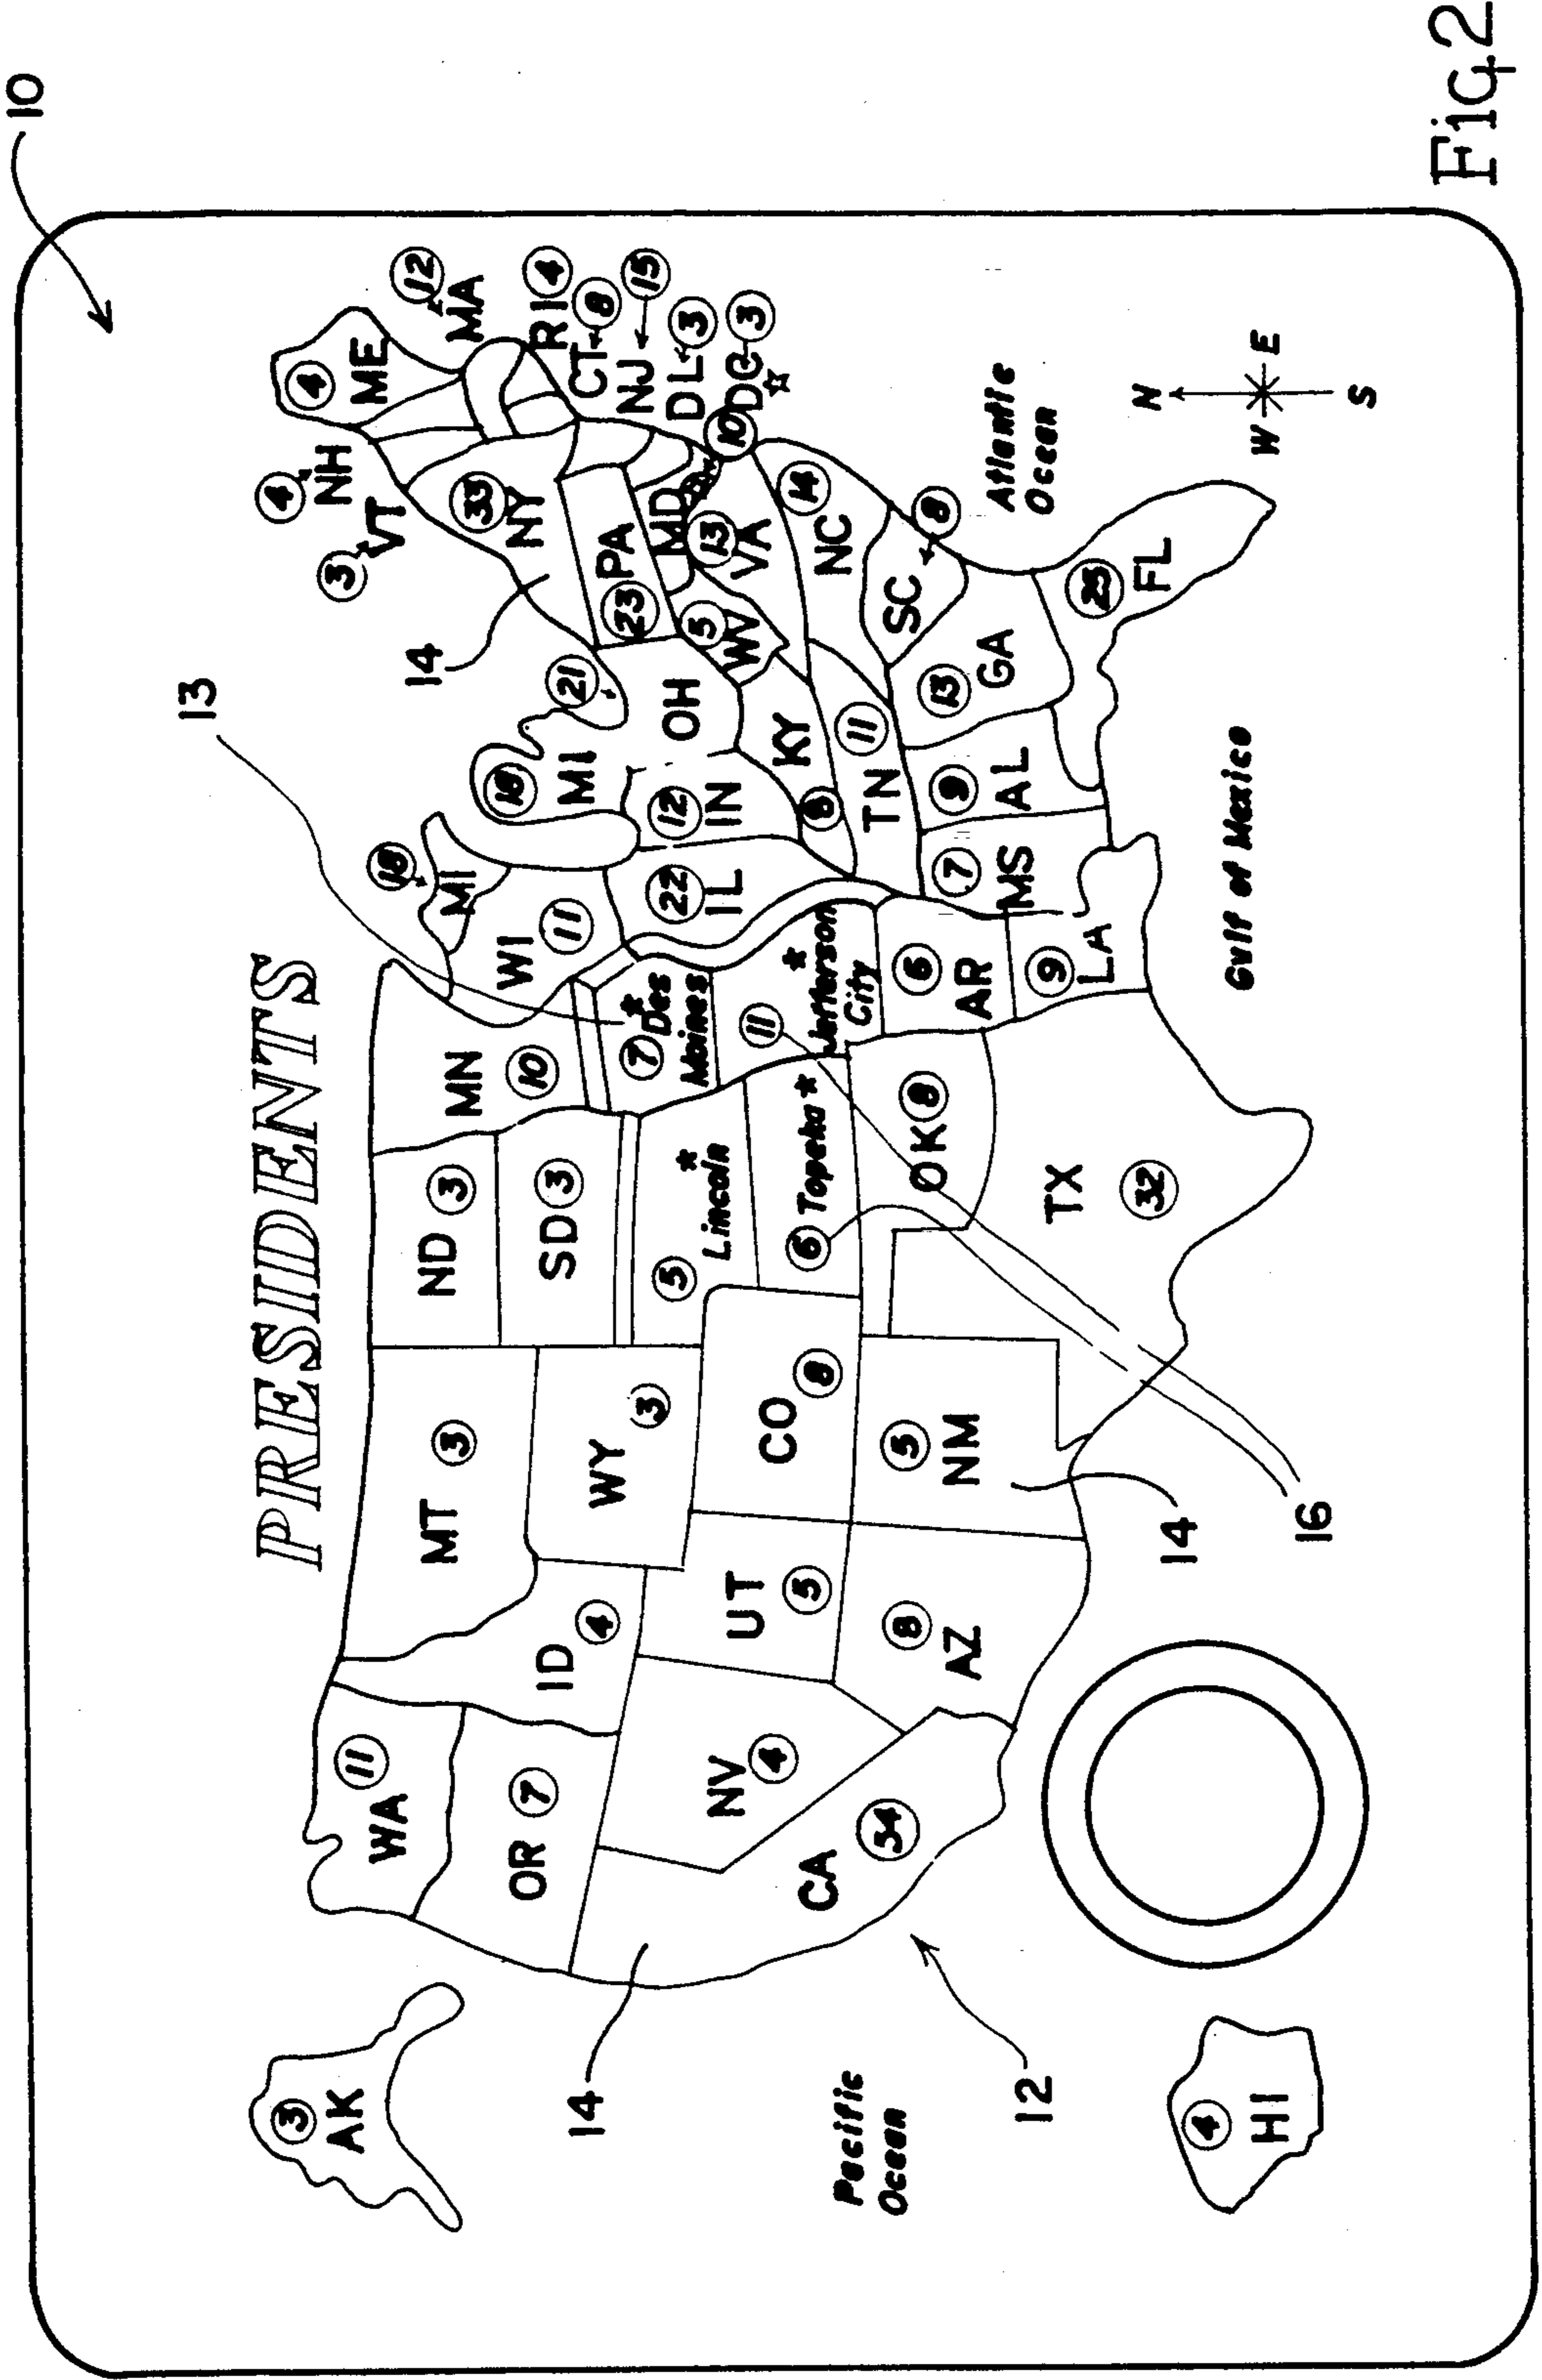 10
PRESIDENTS
13
14
3
AK
11
WA
OR 7
ID
4
MT
3
WY
3
ND 3
SD 3
MN
10
WI
11
18
MI
18
MI
21
3
VT
4
NH
4
ME
12
MA
RI 4
CT 8
NJ 15
DL 3
DC 3
33
NY
PA
23
MD
10
13
VA
5
WV
OH
12
IN
22
IL
7
*
Des
Moines
*
Lincoln
5
NV
4
UT
5
CO
8
6 Topeka *
11
*
Jefferson
City
KY
8
TN
11
NC
14
SC
8
CA
54
8
AZ
5
NM
OK 8
6
AR
7
MS
9
AL
13
GA
25
FL
9
LA
TX
32
14
Pacific
Ocean
12
14
16
Gulf of Mexico
Atlantic
Ocean
N
W E
S
4
HI
Fig. 2